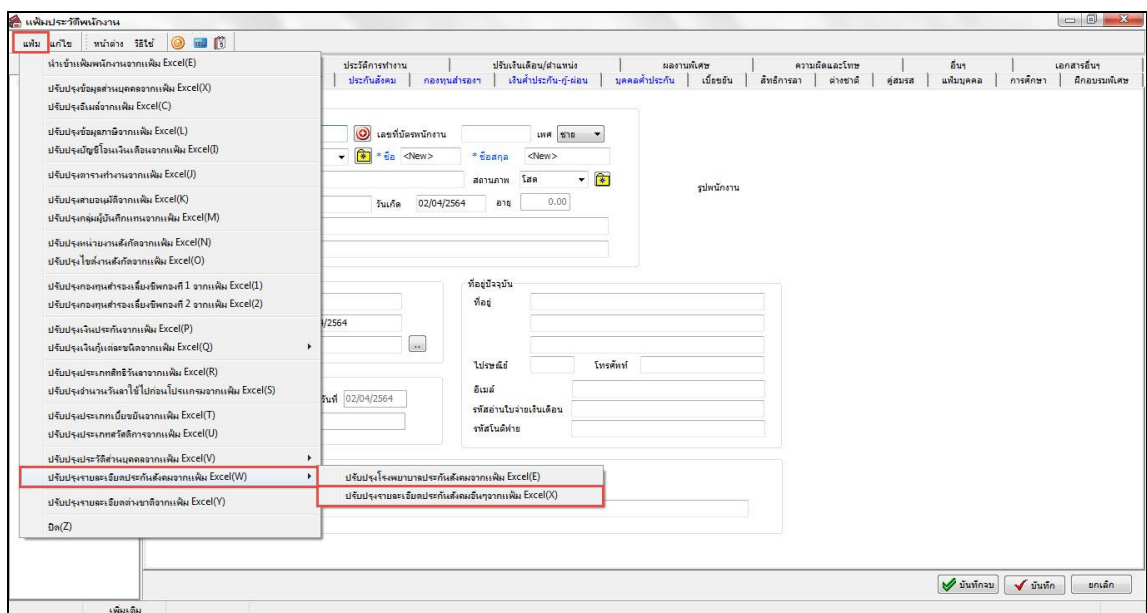 แฟ้มประวัติพนักงาน
แฟ้ม แก้ไข หน้าต่าง วิธีใช้
นำเข้าแฟ้มพนักงานจากแฟ้ม Excel(E)
ปรับปรุงข้อมูลส่วนบุคคลจากแฟ้ม Excel(X)
ปรับปรุงอีเมล์จากแฟ้ม Excel(C)
ปรับปรุงข้อมูลภาษีจากแฟ้ม Excel(L)
ปรับปรุงบัญชีโอนเงินเดือนจากแฟ้ม Excel(I)
ปรับปรุงตารางทำงานจากแฟ้ม Excel(J)
ปรับปรุงสายอนุมัติจากแฟ้ม Excel(K)
ปรับปรุงกลุ่มผู้บันทึกแทนจากแฟ้ม Excel(M)
ปรับปรุงหน่วยงานสังกัดจากแฟ้ม Excel(N)
ปรับปรุงไซต์งานสังกัดจากแฟ้ม Excel(O)
ปรับปรุงกองทุนสำรองเลี้ยงชีพกองที่ 1 จากแฟ้ม Excel(1)
ปรับปรุงกองทุนสำรองเลี้ยงชีพกองที่ 2 จากแฟ้ม Excel(2)
ปรับปรุงเงินประกันจากแฟ้ม Excel(P)
ปรับปรุงเงินกู้แต่ละชนิดจากแฟ้ม Excel(Q)
ปรับปรุงประเภทสิทธิวันลาจากแฟ้ม Excel(R)
ปรับปรุงจำนวนวันลาใช้ไปก่อนโปรแกรมจากแฟ้ม Excel(S)
ปรับปรุงประเภทเบี้ยขยันจากแฟ้ม Excel(T)
ปรับปรุงประเภทสวัสดิการจากแฟ้ม Excel(U)
ปรับปรุงประวัติส่วนบุคคลจากแฟ้ม Excel(V)
ปรับปรุงรายละเอียดประกันสังคมจากแฟ้ม Excel(W)
ปรับปรุงรายละเอียดต่างชาติจากแฟ้ม Excel(Y)
ปิด(Z)
ปรับปรุงโรงพยาบาลประกันสังคมจากแฟ้ม Excel(E)
ปรับปรุงรายละเอียดประกันสังคมอื่นๆจากแฟ้ม Excel(X)
ประวัติการทำงาน ปรับเงินเดือน/ตำแหน่ง ผลงานพิเศษ ความผิดและโทษ อื่นๆ เอกสารอื่นๆ
ประกันสังคม กองทุนสำรองฯ เงินค้ำประกัน-กู้-ผ่อน บุคคลค้ำประกัน เบี้ยขยัน สิทธิการลา ต่างชาติ คู่สมรส แฟ้มบุคคล การศึกษา ฝึกอบรมพิเศษ
เลขที่บัตรพนักงาน เพศ ชาย
* ชื่อ <New> * ชื่อสกุล <New>
สถานภาพ โสด
รูปพนักงาน
วันเกิด 02/04/2564 อายุ 0.00
ที่อยู่ปัจจุบัน
ที่อยู่
/2564
..
ไปรษณีย์ โทรศัพท์
อีเมล์
วันที่ 02/04/2564
รหัสอ่านใบจ่ายเงินเดือน
รหัสโนติฟาย
บันทึกจบ บันทึก ยกเลิก
เพิ่มเติม